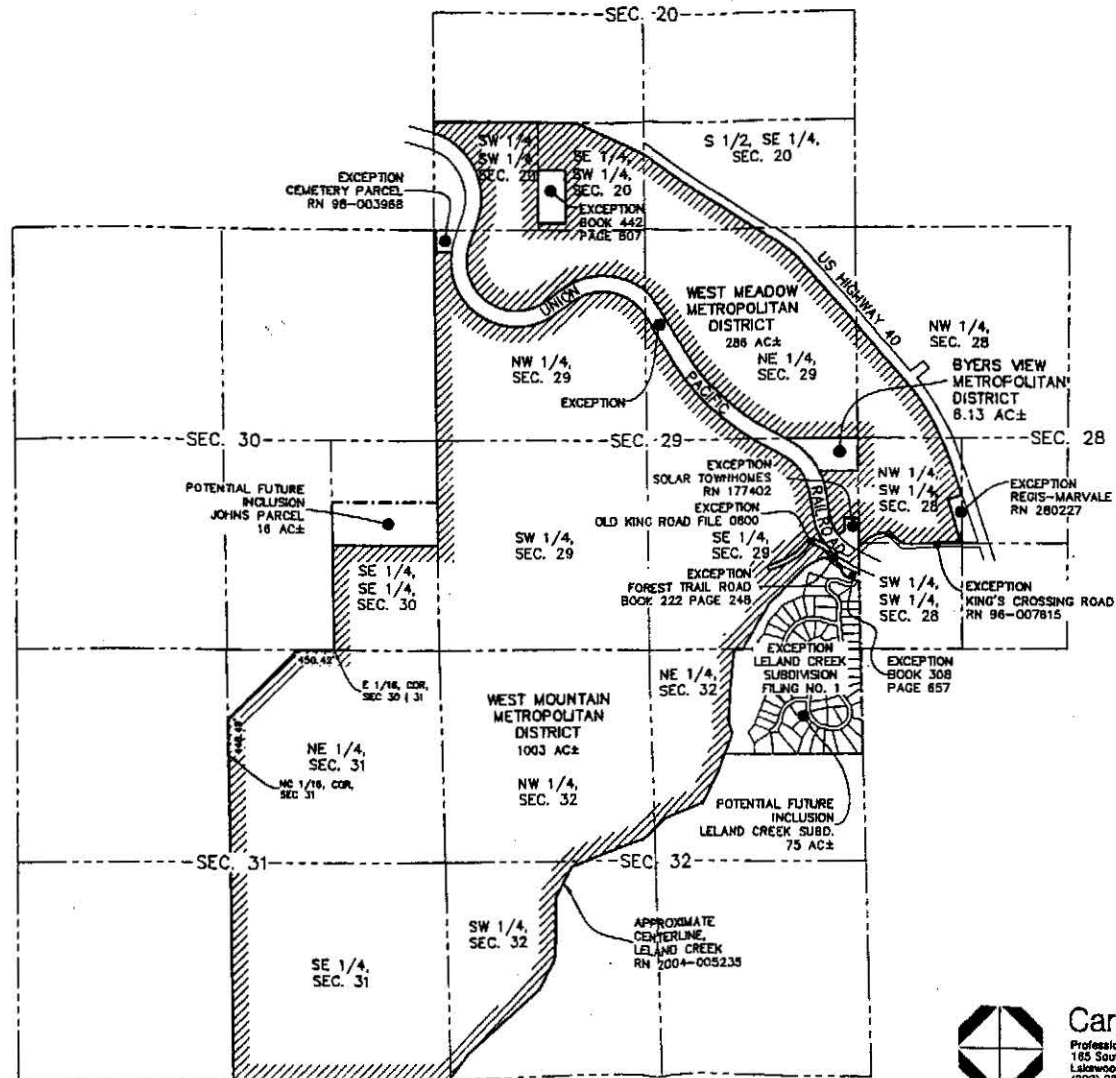 SEC. 20
SW 1/4,
SW 1/4,
SEC. 20
SE 1/4,
SW 1/4,
SEC. 20
S 1/2, SE 1/4,
SEC. 20
EXCEPTION
CEMETERY PARCEL
RN 98-003968
EXCEPTION
BOOK 442
PAGE 607
UNION
PACIFIC
RAILROAD
US HIGHWAY 40
WEST MEADOW
METROPOLITAN
DISTRICT
286 AC±
NE 1/4,
SEC. 29
NW 1/4,
SEC. 28
BYERS VIEW
METROPOLITAN
DISTRICT
6.13 AC±
NW 1/4,
SEC. 29
EXCEPTION
SEC. 30
SEC. 29
SEC. 28
POTENTIAL FUTURE
INCLUSION
JOHNS PARCEL
16 AC±
EXCEPTION
SOLAR TOWNHOMES
RN 177402
EXCEPTION
OLD KING ROAD FILE 0800
NW 1/4,
SW 1/4,
SEC. 28
EXCEPTION
REGIS-MARVALE
RN 280227
SW 1/4,
SEC. 29
SE 1/4,
SEC. 29
SE 1/4,
SE 1/4,
SEC. 30
EXCEPTION
FOREST TRAIL ROAD
BOOK 222 PAGE 248
SW 1/4,
SW 1/4,
SEC. 28
EXCEPTION
KING'S CROSSING ROAD
RN 96-007815
450.42'
E 1/16, COR,
SEC 30 | 31
NE 1/4,
SEC. 32
EXCEPTION
LELAND CREEK
SUBDIVISION
FILING NO. 1
EXCEPTION
BOOK 308
PAGE 657
WEST MOUNTAIN
METROPOLITAN
DISTRICT
1003 AC±
NE 1/4,
SEC. 31
NC 1/16, COR,
SEC 31
NW 1/4,
SEC. 32
POTENTIAL FUTURE
INCLUSION
LELAND CREEK SUBD.
75 AC±
SEC. 31
SEC. 32
SW 1/4,
SEC. 32
APPROXIMATE
CENTERLINE,
LELAND CREEK
RN 2004-005235
SE 1/4,
SEC. 31
Car
Professio
165 Sou
Lakewoo